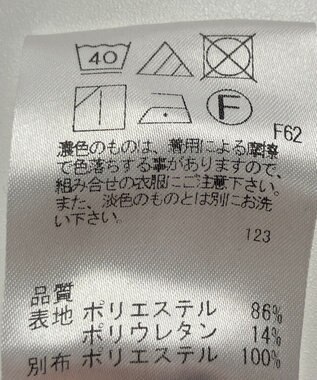 40
F
F62
濃色のものは、着用による摩擦
で色落ちする事がありますので、
組み合せの衣服にご注意下さい。
また、淡色のものとは別にお洗
い下さい。
123
品質
表地 ポリエステル 86%
ポリウレタン 14%
別布 ポリエステル 100%